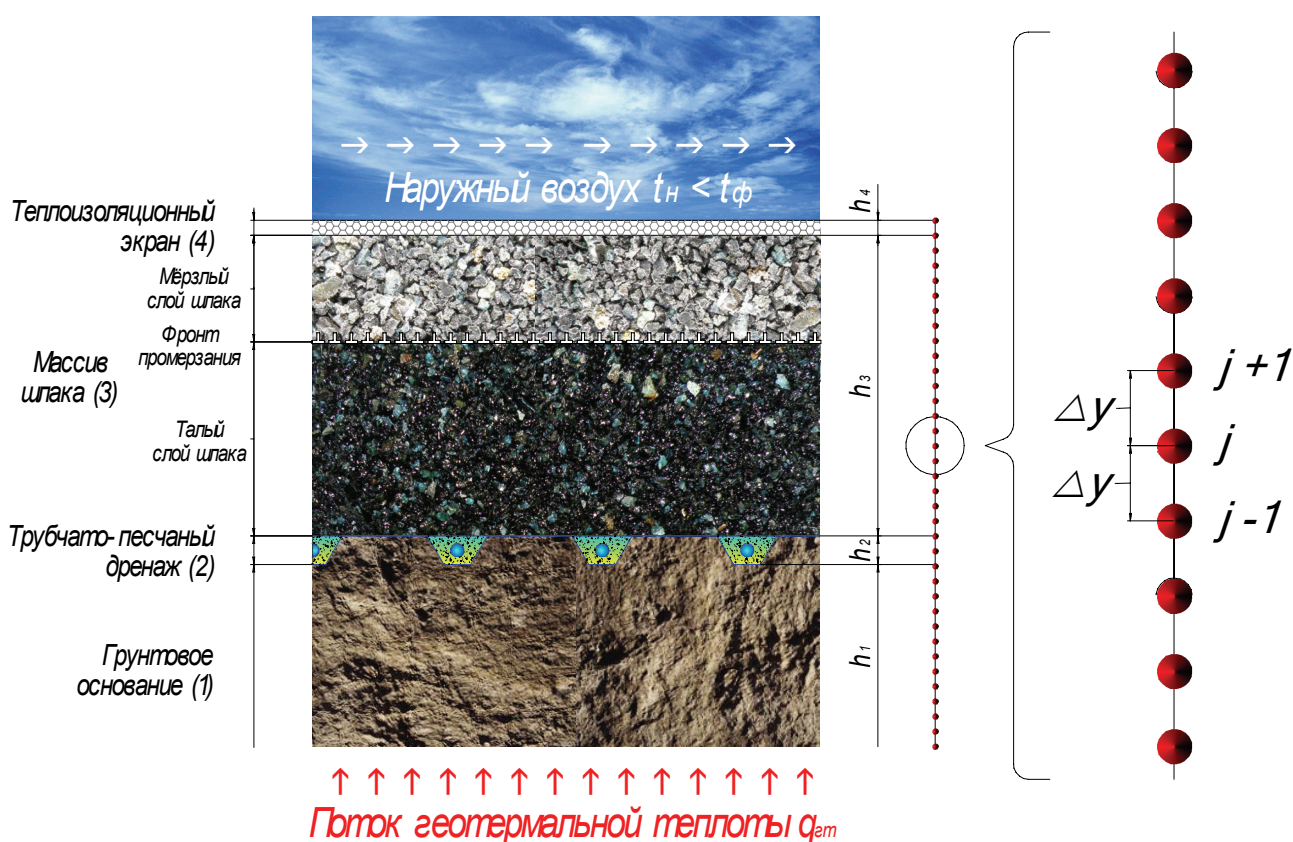 Наружный воздух tн < tф
Теплоизоляционный
экран (4)
Мёрзлый
слой шлака
Фронт
промерзания
Массив
шлака (3)
Талый
слой шлака
Трубчато-песчаный
дренаж (2)
Грунтовое
основание (1)
h4
h3
h2
h1
j +1
△y
j
△y
j -1
Поток геотермальной теплоты qгт